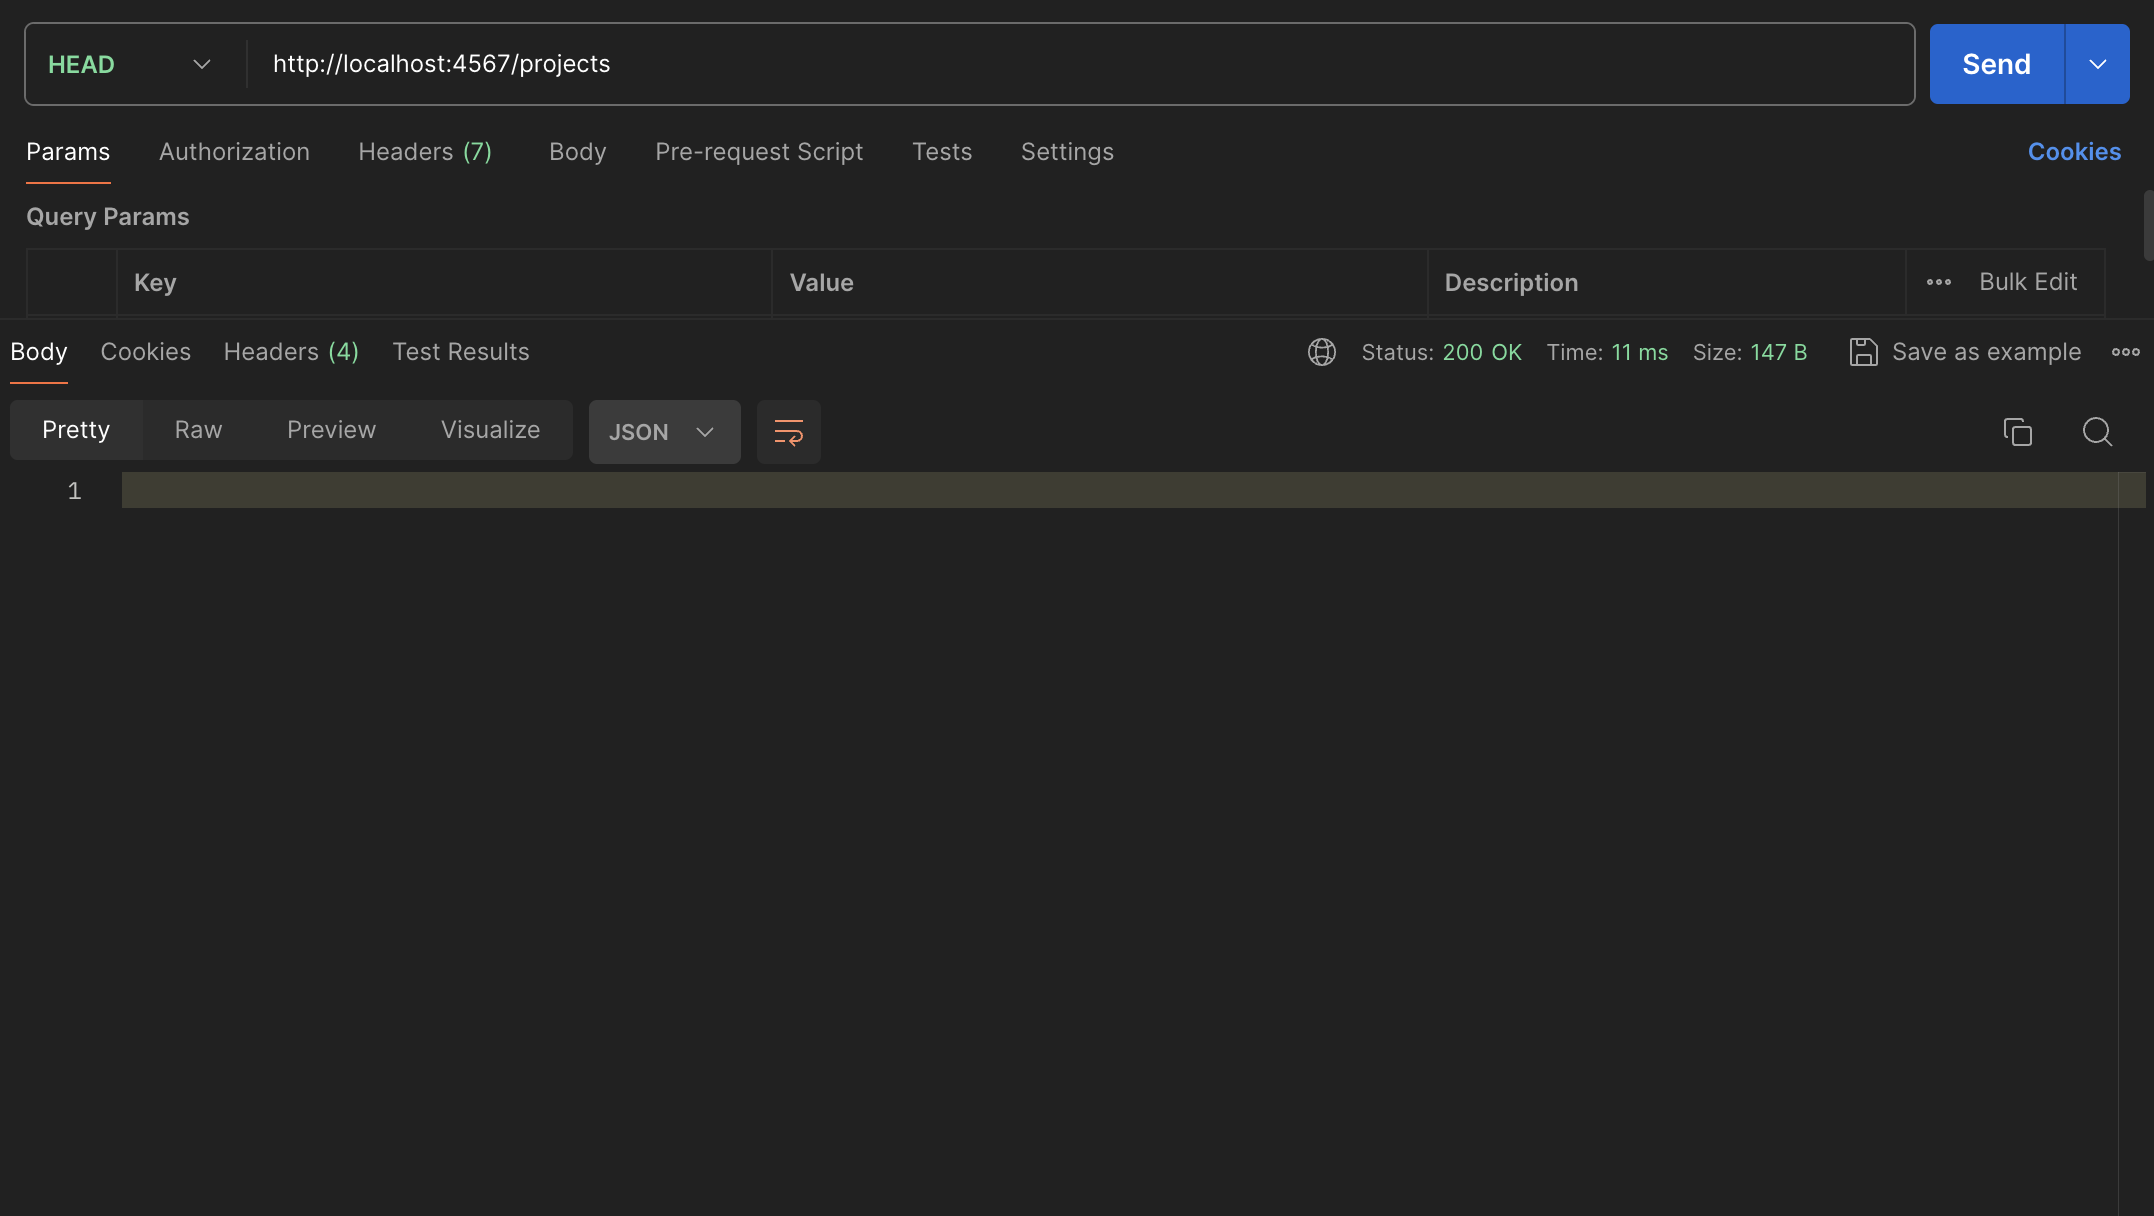 HEAD http://localhost:4567/projects Send
Params Authorization Headers (7) Body Pre-request Script Tests Settings Cookies
Query Params
Key Value Description Bulk Edit
Body Cookies Headers (4) Test Results Status: 200 OK Time: 11 ms Size: 147 B Save as example
Pretty Raw Preview Visualize JSON
1